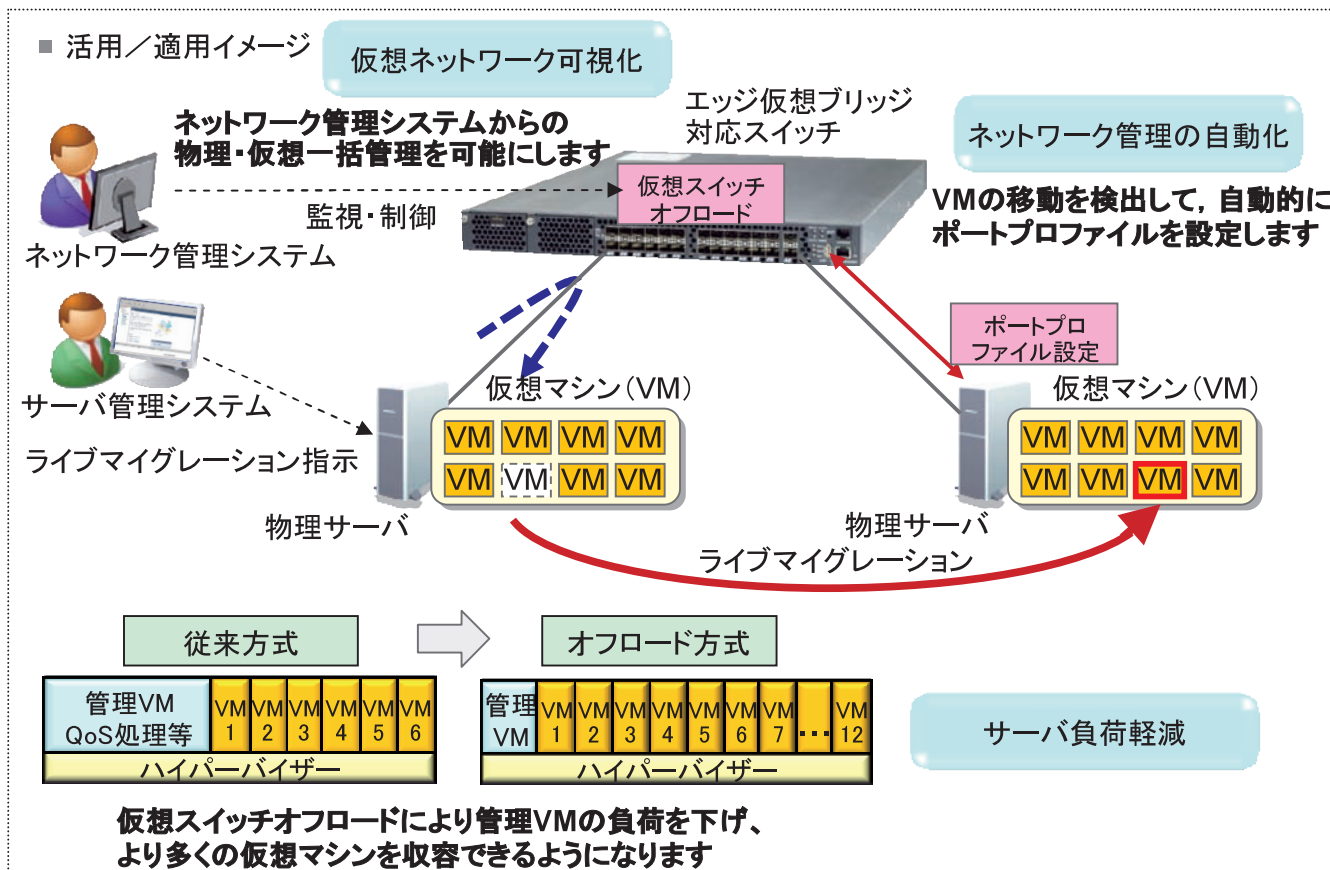 ■ 活用／適用イメージ
仮想ネットワーク可視化
ネットワーク管理システムからの
物理・仮想一括管理を可能にします
エッジ仮想ブリッジ
対応スイッチ
ネットワーク管理の自動化
VMの移動を検出して，自動的に
ポートプロファイルを設定します
仮想スイッチ
オフロード
監視・制御
ネットワーク管理システム
ポートプロ
ファイル設定
サーバ管理システム
ライブマイグレーション指示
仮想マシン（VM）
VM VM VM VM
VM VM VM VM
物理サーバ
仮想マシン（VM）
VM VM VM VM
VM VM VM VM
物理サーバ
ライブマイグレーション
従来方式
オフロード方式
管理VM
QoS処理等
VM 1
VM 2
VM 3
VM 4
VM 5
VM 6
ハイパーバイザー
管理
VM
VM 1
VM 2
VM 3
VM 4
VM 5
VM 6
VM 7
…
VM 12
ハイパーバイザー
サーバ負荷軽減
仮想スイッチオフロードにより管理VMの負荷を下げ、
より多くの仮想マシンを収容できるようになります